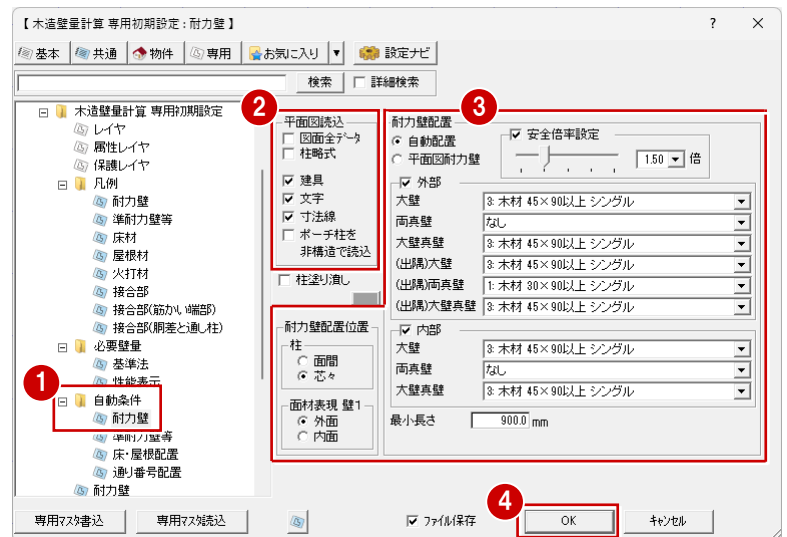 【 木造壁量計算 専用初期設定 : 耐力壁 】 ? ×
基本 共通 物件 専用 お気に入り ▼ 設定ナビ
検索 詳細検索
木造壁量計算 専用初期設定
レイヤ
属性レイヤ
保護レイヤ
凡例
耐力壁
準耐力壁等
床材
屋根材
火打材
接合部
接合部(筋かい端部)
接合部(胴差と通し柱)
必要壁量
基準法
性能表示
1
自動条件
耐力壁
準耐力壁等
床・屋根配置
通り番号配置
耐力壁
2
平面図読込
図面全データ
柱略式
建具
文字
寸法線
ポーチ柱を
非構造で読込
柱塗り潰し
耐力壁配置位置
柱
面間
芯々
面材表現 壁1
外面
内面
3
耐力壁配置
自動配置
平面図耐力壁
安全倍率設定
1.50 倍
外部
大壁 3: 木材 45×90以上 シングル
両真壁 なし
大壁真壁 3: 木材 45×90以上 シングル
(出隅)大壁 3: 木材 45×90以上 シングル
(出隅)両真壁 1: 木材 30×90以上 シングル
(出隅)大壁真壁 3: 木材 45×90以上 シングル
内部
大壁 3: 木材 45×90以上 シングル
両真壁 なし
大壁真壁 3: 木材 45×90以上 シングル
最小長さ 900.0 mm
4
専用マスタ書込 専用マスタ読込 ファイル保存 OK キャンセル